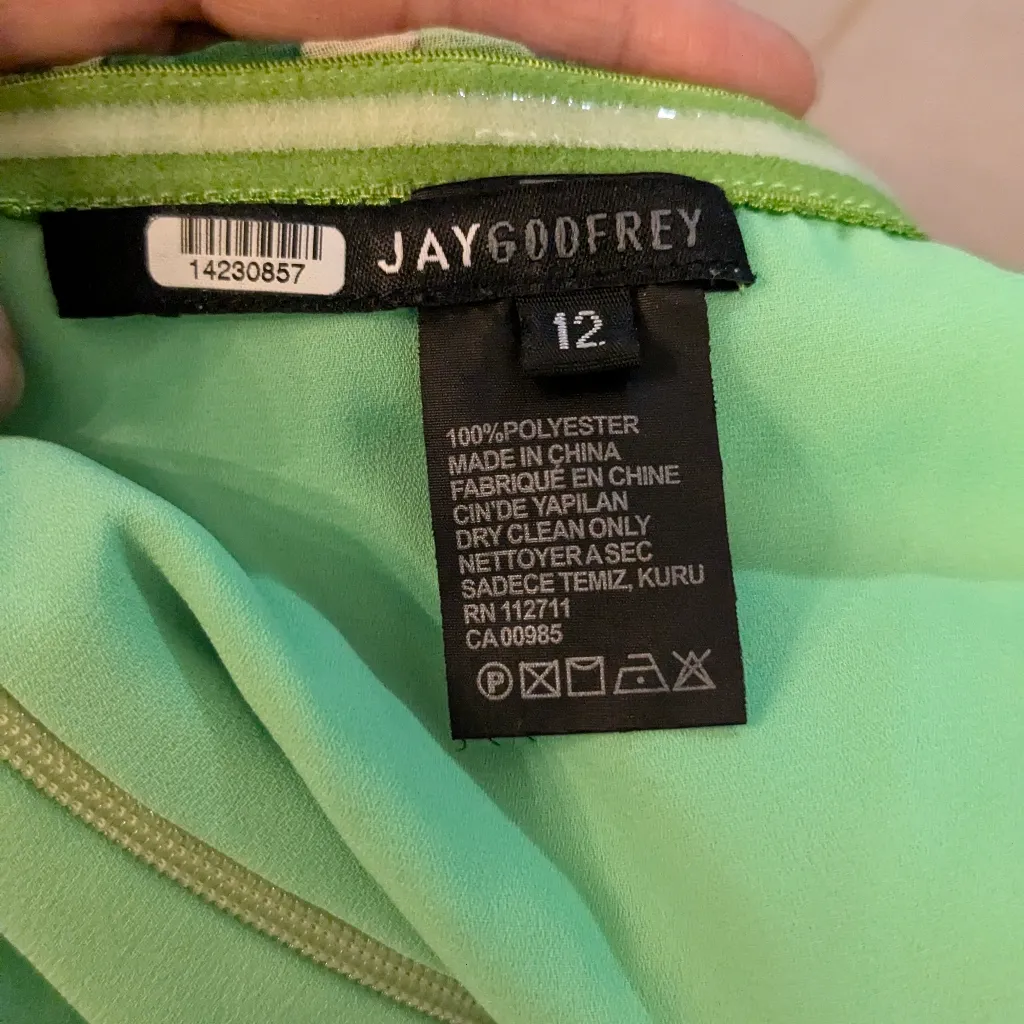 JAYGODFREY
14230857
12
100%POLYESTER
MADE IN CHINA
FABRIQUÉ EN CHINE
CIN'DE YAPILAN
DRY CLEAN ONLY
NETTOYER A SEC
SADECE TEMIZ, KURU
RN 112711
CA 00985
P